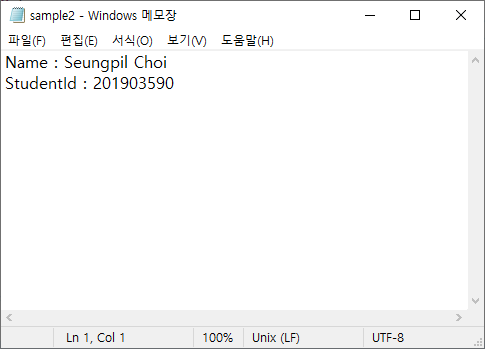 sample2 - Windows 메모장
파일(F) 편집(E) 서식(O) 보기(V) 도움말(H)
Name : Seungpil Choi
StudentId : 201903590
Ln 1, Col 1 100% Unix (LF) UTF-8